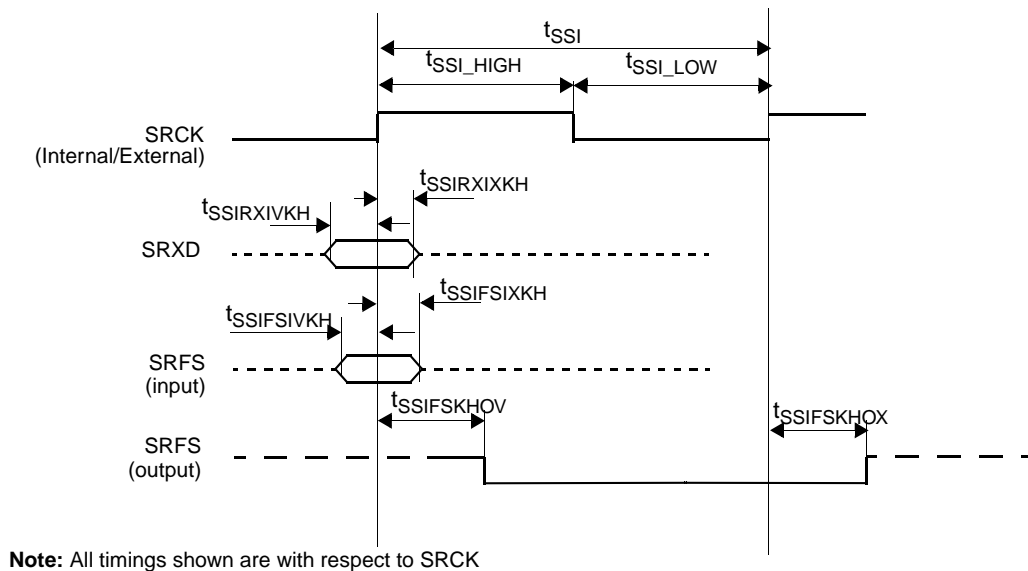 tSSI
tSSI_HIGH
tSSI_LOW
SRCK
(Internal/External)
tSSIRXIXKH
tSSIRXIVKH
SRXD
tSSIFSIXKH
tSSIFSIVKH
SRFS
(input)
tSSIFSKHOV
tSSIFSKHOX
SRFS
(output)
Note: All timings shown are with respect to SRCK